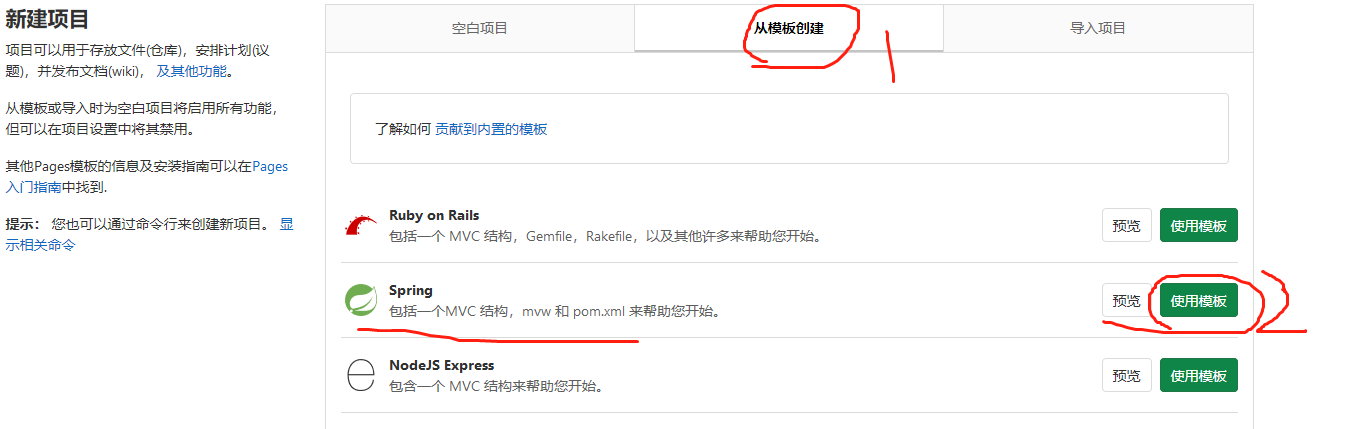 新建项目
项目可以用于存放文件(仓库)，安排计划(议
题)，并发布文档(wiki)， 及其他功能。
从模板或导入时为空白项目将启用所有功能，
但可以在项目设置中将其禁用。
其他Pages模板的信息及安装指南可以在Pages
入门指南中找到.
提示： 您也可以通过命令行来创建新项目。 显
示相关命令
空白项目
从模板创建
导入项目
1
了解如何 贡献到内置的模板
Ruby on Rails
包括一个 MVC 结构，Gemfile，Rakefile，以及其他许多来帮助您开始。
预览
使用模板
Spring
包括一个MVC 结构，mvw 和 pom.xml 来帮助您开始。
预览
使用模板
2
NodeJS Express
包含一个 MVC 结构来帮助您开始。
预览
使用模板